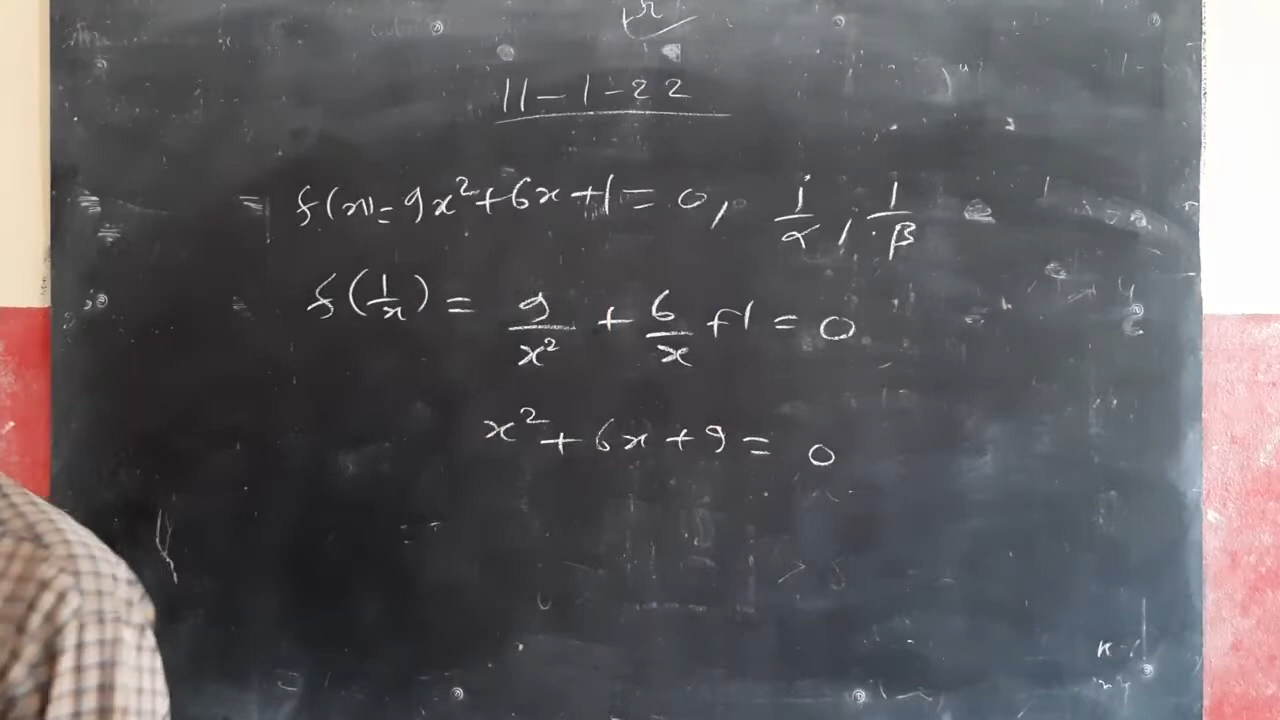 11-1-22
= f(x)= 9x²+6x+1=0, 1/α, 1/β
f(1/x) = 9/x² + 6/x +1 = 0
x²+6x+9= 0